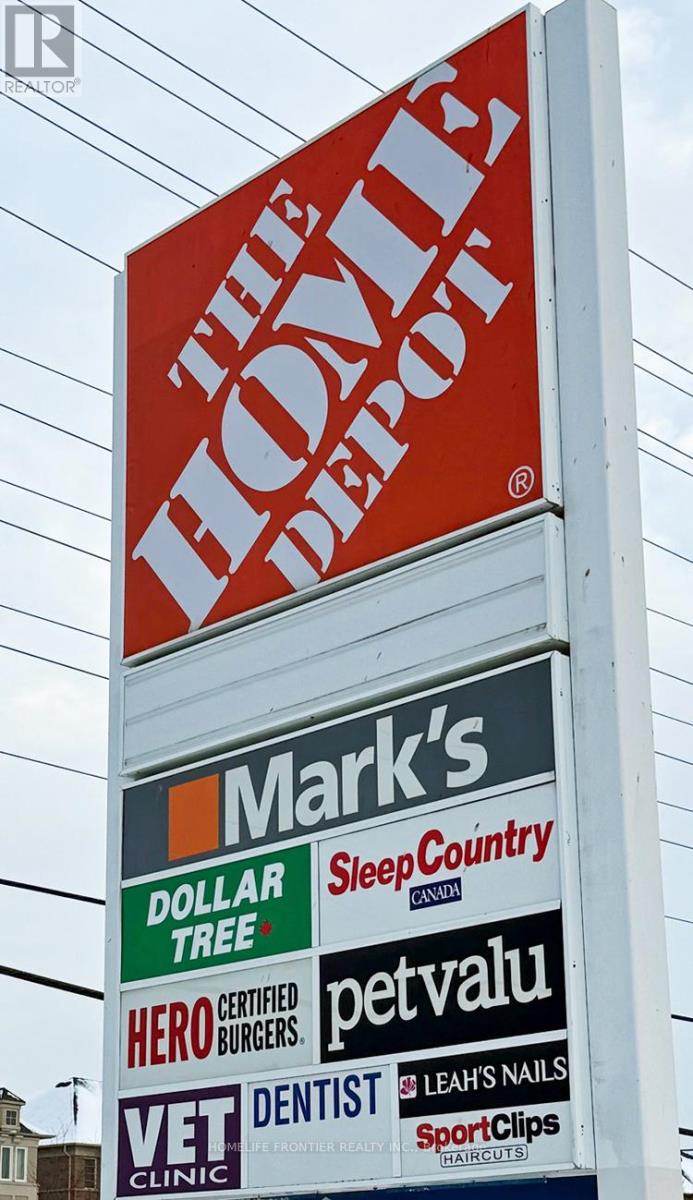 REALTOR®
THE
HOME
DEPOT
®
Mark's
DOLLAR
TREE
SleepCountry
CANADA
HERO CERTIFIED
BURGERS®
petvalu
VET
CLINIC
DENTIST
LEAH'S NAILS
SportClips
HAIRCUTS
HOMELIFE FRONTIER REALTY INC., Brokerage